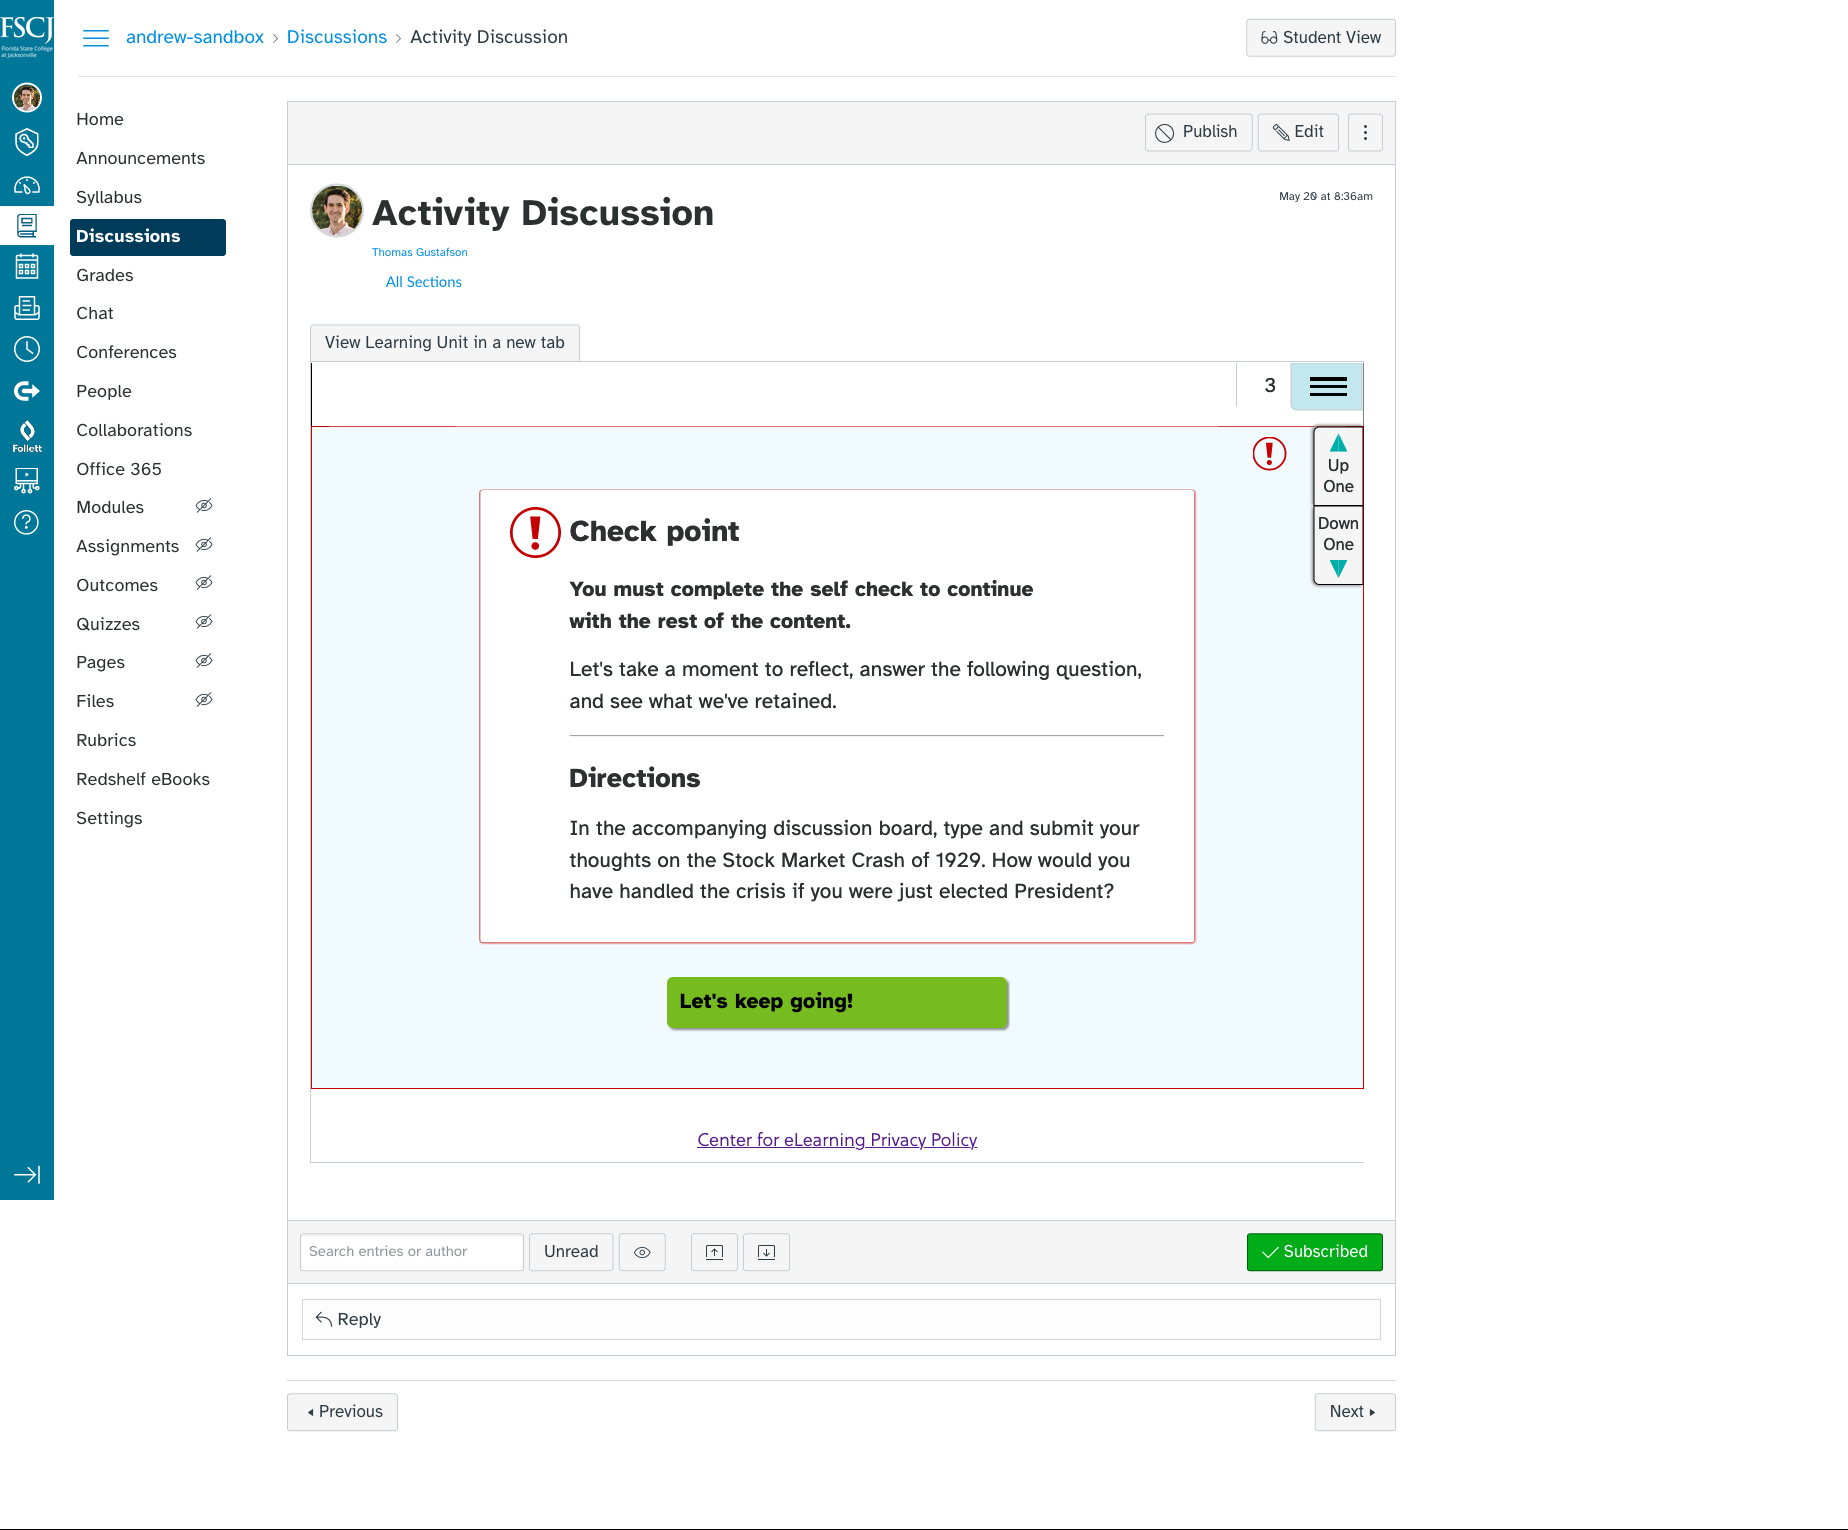 FSCJ
Florida State College
at Jacksonville
andrew-sandbox › Discussions › Activity Discussion
Student View
Follett
Home
Announcements
Syllabus
Discussions
Grades
Chat
Conferences
People
Collaborations
Office 365
Modules
Assignments
Outcomes
Quizzes
Pages
Files
Rubrics
Redshelf eBooks
Settings
Publish
Edit
Activity Discussion
May 20 at 8:36am
Thomas Gustafson
All Sections
View Learning Unit in a new tab
3
Up
One
Down
One
Check point
You must complete the self check to continue
with the rest of the content.
Let's take a moment to reflect, answer the following question,
and see what we've retained.
Directions
In the accompanying discussion board, type and submit your
thoughts on the Stock Market Crash of 1929. How would you
have handled the crisis if you were just elected President?
Let's keep going!
Center for eLearning Privacy Policy
Search entries or author
Unread
Subscribed
Reply
Previous
Next